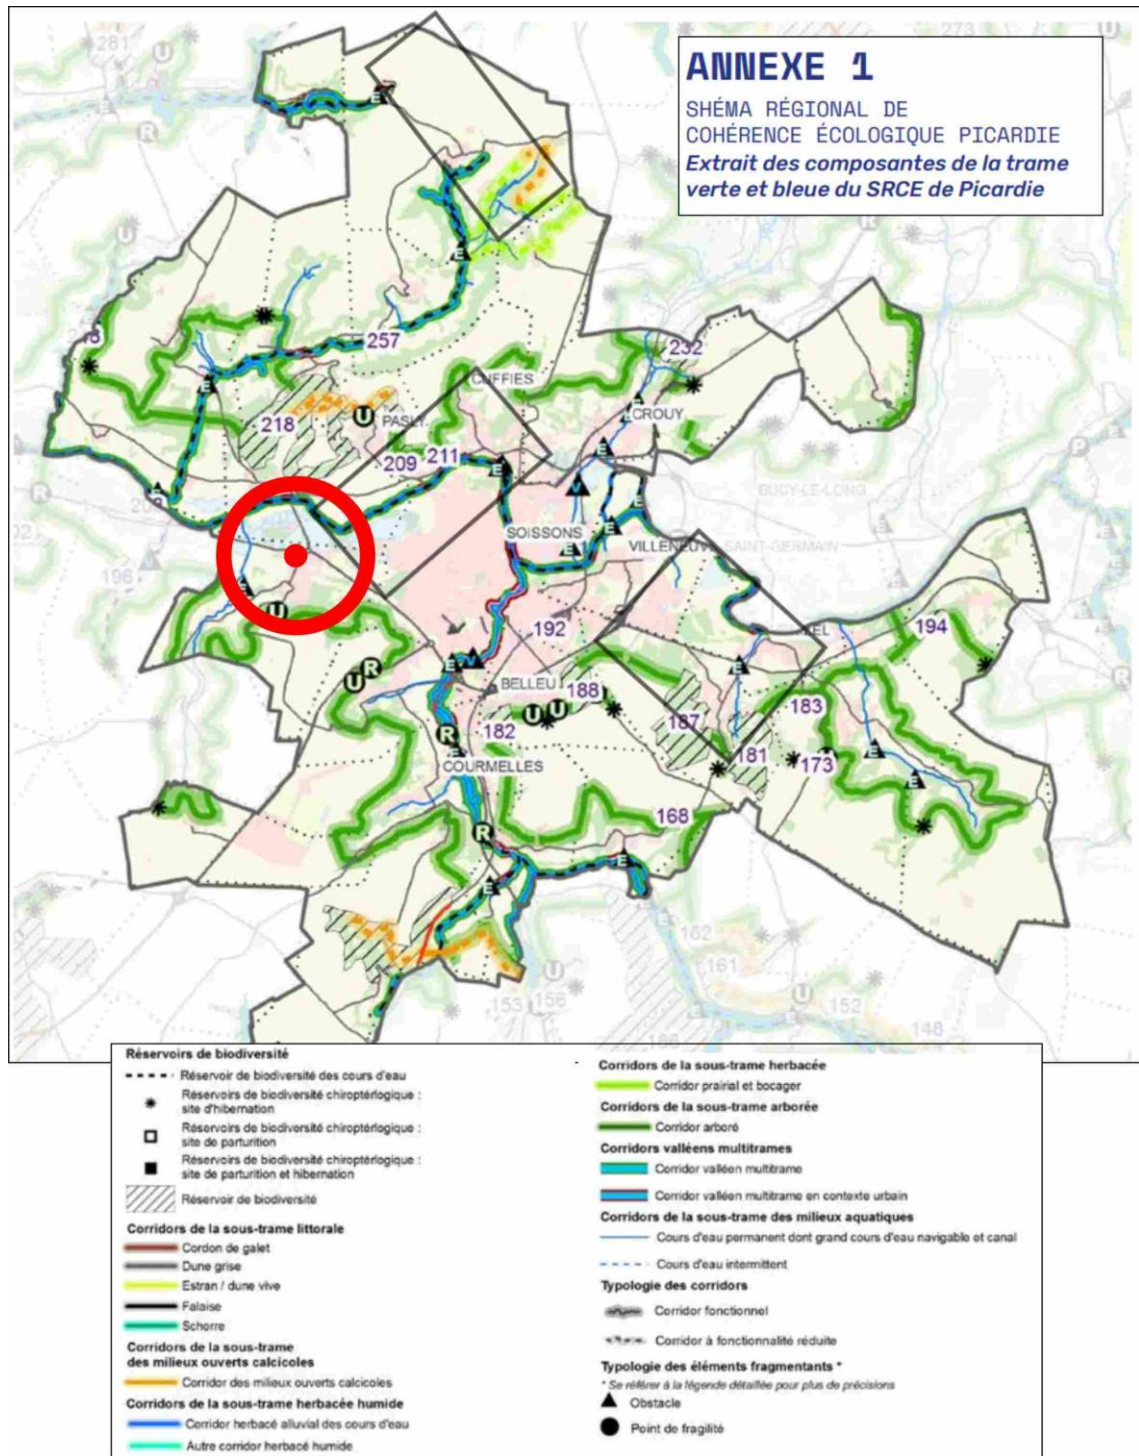 ANNEXE 1
SHÉMA RÉGIONAL DE
COHÉRENCE ÉCOLOGIQUE PICARDIE
Extrait des composantes de la trame
verte et bleue du SRCE de Picardie
281
273
U
R
E
E
U
257
232
CUFFIES
E
U
218
PASLY
CROUY
E
209
211
E
E
P
R
E
V
BUCY-LE-LONG
SOISSONS
E
E
196
V
VILLENEUVE SAINT-GERMAIN
E
U
192
194
E
V
R
U
E
BELLEU
188
183
U U
187
182
R
181
E
173
COURMELLES
E
168
R
E
E
162
161
U
153
156
152
148
166
Réservoirs de biodiversité
Réservoir de biodiversité des cours d'eau
Réservoirs de biodiversité chiroptérlogique :
site d'hibernation
Réservoirs de biodiversité chiroptérlogique :
site de parturition
Réservoirs de biodiversité chiroptérlogique :
site de parturition et hibernation
Réservoir de biodiversité
Corridors de la sous-trame littorale
Cordon de galet
Dune grise
Estran / dune vive
Falaise
Schorre
Corridors de la sous-trame
des milieux ouverts calcicoles
Corridor des milieux ouverts calcicoles
Corridors de la sous-trame herbacée humide
Corridor herbacé alluvial des cours d'eau
Autre corridor herbacé humide
Corridors de la sous-trame herbacée
Corridor prairial et bocager
Corridors de la sous-trame arborée
Corridor arboré
Corridors valléens multitrames
Corridor valléen multitrame
Corridor valléen multitrame en contexte urbain
Corridors de la sous-trame des milieux aquatiques
Cours d'eau permanent dont grand cours d'eau navigable et canal
Cours d'eau intermittent
Typologie des corridors
Corridor fonctionnel
Corridor à fonctionnalité réduite
Typologie des éléments fragmentants *
* Se référer à la légende détaillée pour plus de précisions
Obstacle
Point de fragilité